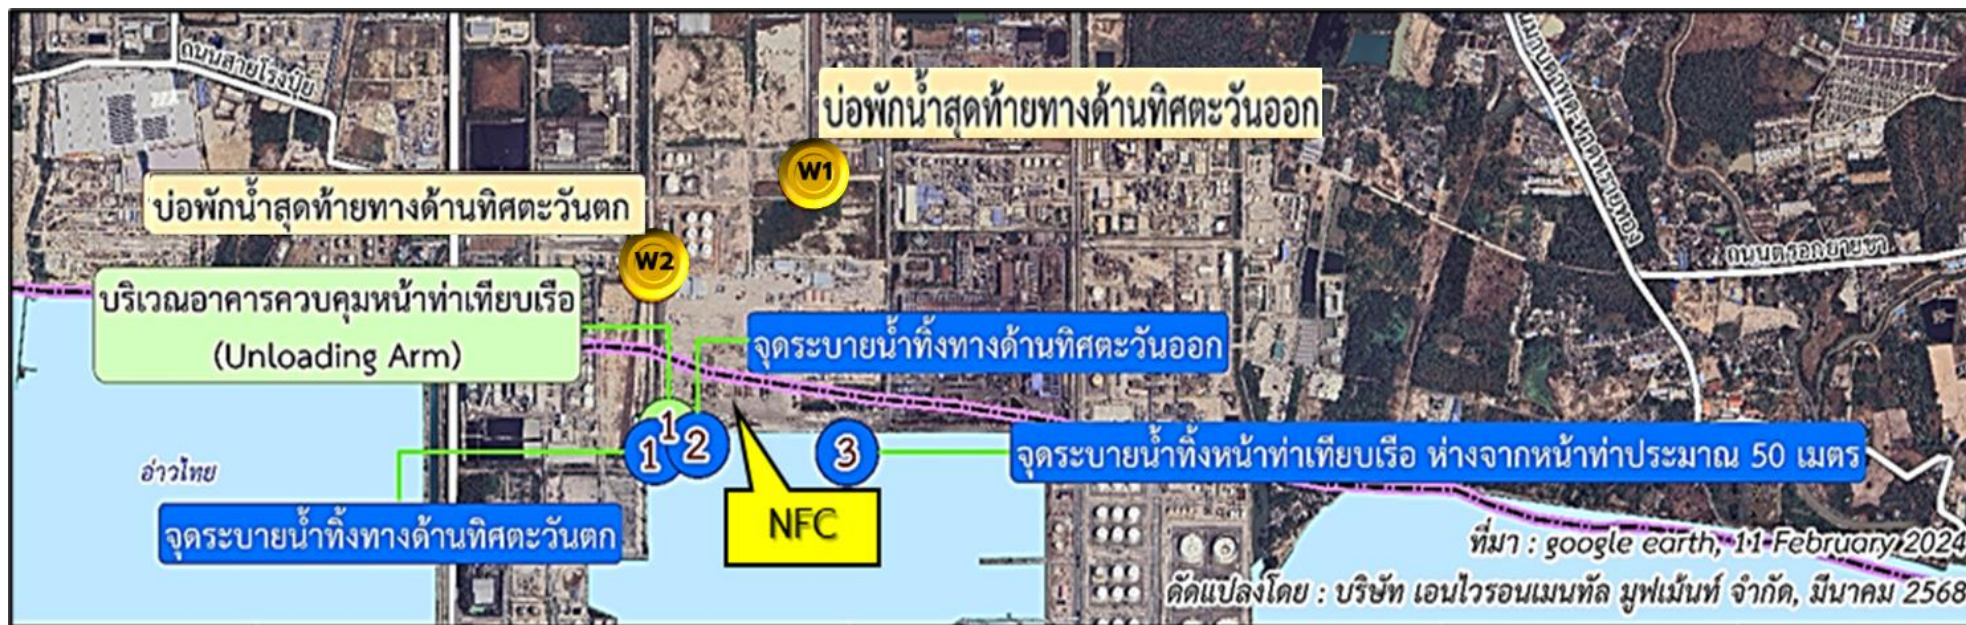 ถนนสายโรงปุ๋ย
บ่อพักน้ำสุดท้ายทางด้านทิศตะวันออก
W1
บ่อพักน้ำสุดท้ายทางด้านทิศตะวันตก
W2
ถนนตรอกยายชา
บริเวณอาคารควบคุมหน้าท่าเทียบเรือ
(Unloading Arm)
จุดระบายน้ำทิ้งทางด้านทิศตะวันออก
1
1
2
3
จุดระบายน้ำทิ้งหน้าท่าเทียบเรือ ห่างจากหน้าท่าประมาณ 50 เมตร
อ่าวไทย
NFC
จุดระบายน้ำทิ้งทางด้านทิศตะวันตก
ที่มา : google earth, 11 February 2024
ดัดแปลงโดย : บริษัท เอนไวรอนเมนทัล มูฟเม้นท์ จำกัด, มีนาคม 2568